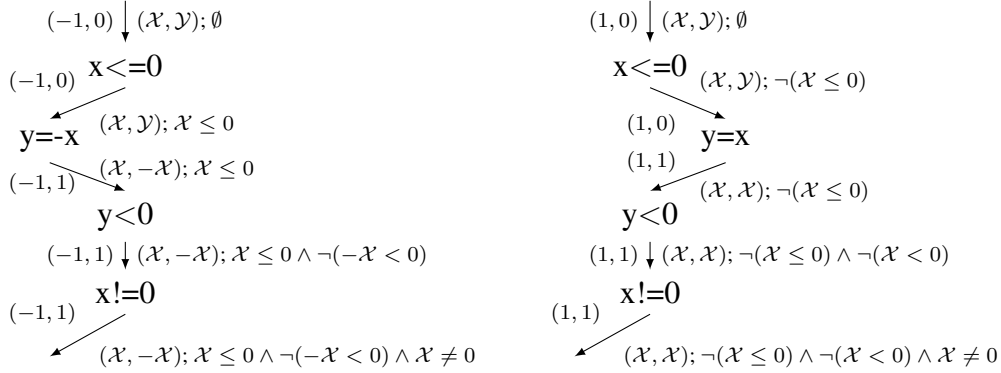 (−1, 0) (𝒳, 𝒴); ∅
x<=0
(−1, 0)
(𝒳, 𝒴); 𝒳 ≤ 0
y=-x
(𝒳, −𝒳); 𝒳 ≤ 0
(−1, 1)
y<0
(−1, 1) (𝒳, −𝒳); 𝒳 ≤ 0 ∧ ¬(−𝒳 < 0)
x!=0
(−1, 1)
(𝒳, −𝒳); 𝒳 ≤ 0 ∧ ¬(−𝒳 < 0) ∧ 𝒳 ≠ 0
(1, 0) (𝒳, 𝒴); ∅
x<=0
(𝒳, 𝒴); ¬(𝒳 ≤ 0)
(1, 0)
y=x
(1, 1)
(𝒳, 𝒳); ¬(𝒳 ≤ 0)
y<0
(1, 1) (𝒳, 𝒳); ¬(𝒳 ≤ 0) ∧ ¬(𝒳 < 0)
x!=0
(1, 1)
(𝒳, 𝒳); ¬(𝒳 ≤ 0) ∧ ¬(𝒳 < 0) ∧ 𝒳 ≠ 0